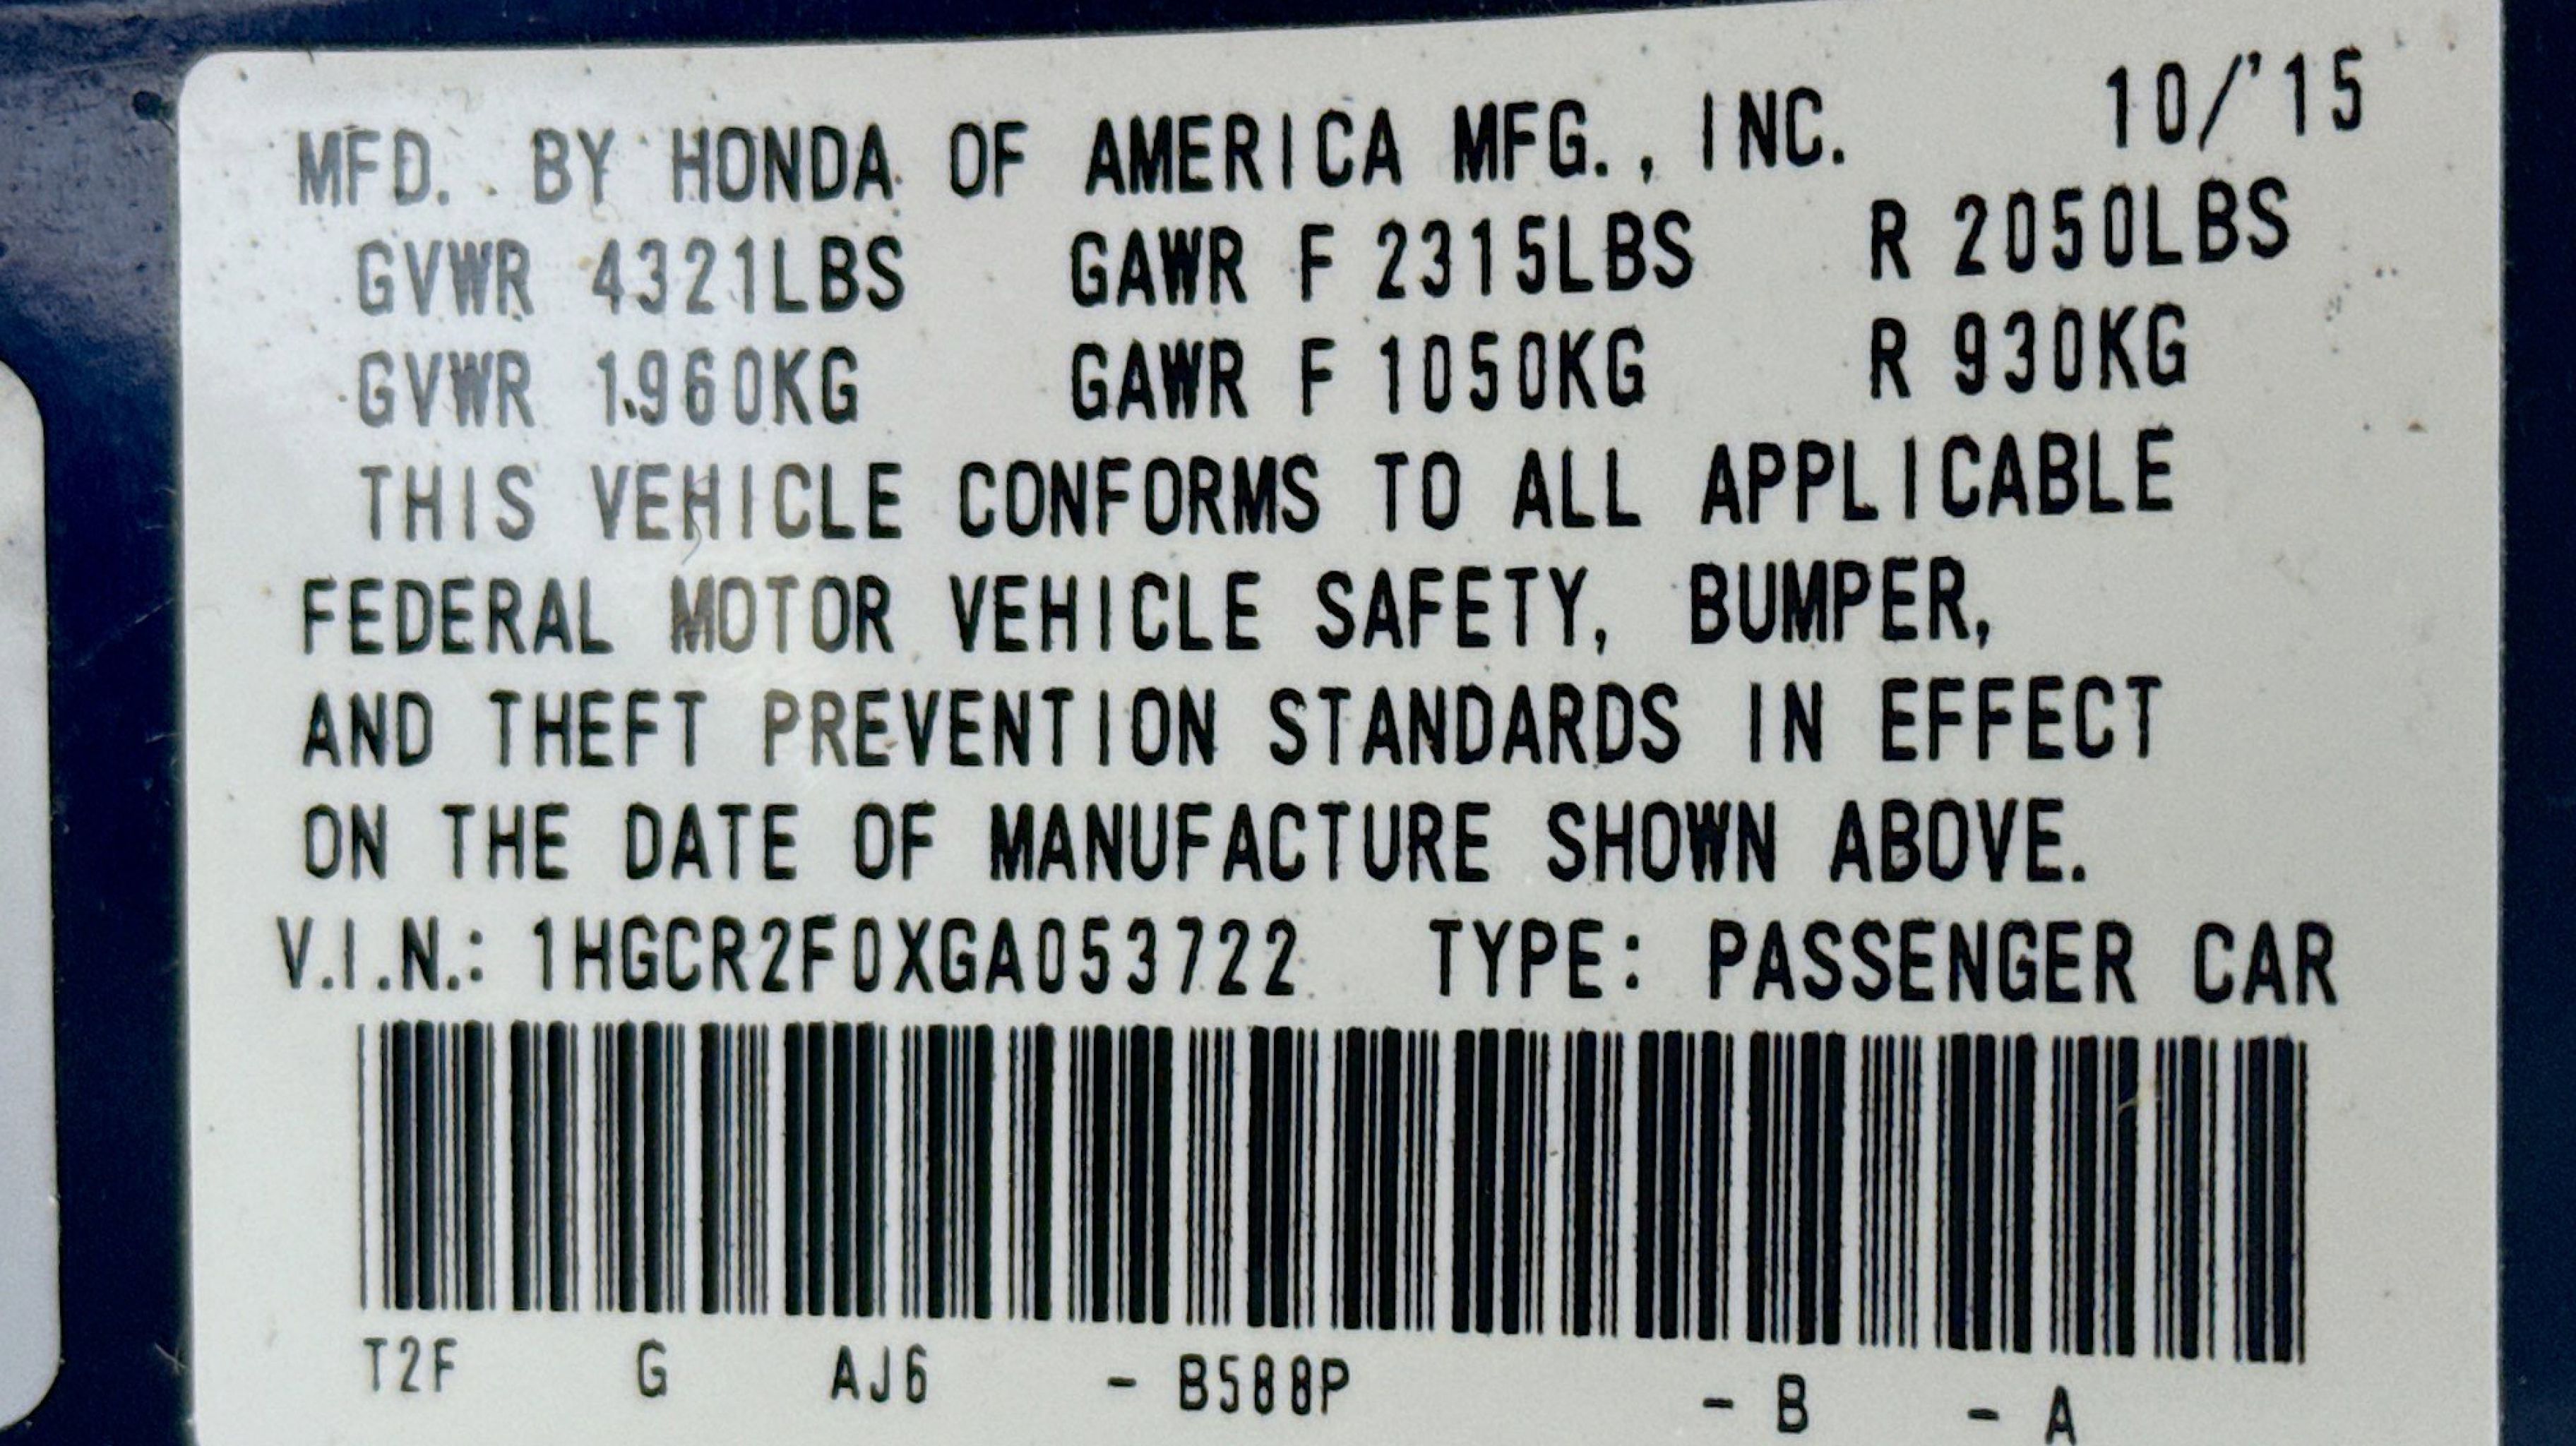 MFD. BY HONDA OF AMERICA MFG., INC. 10/'15
GVWR 4321LBS GAWR F 2315LBS R 2050LBS
GVWR 1960KG GAWR F 1050KG R 930KG
THIS VEHICLE CONFORMS TO ALL APPLICABLE
FEDERAL MOTOR VEHICLE SAFETY, BUMPER,
AND THEFT PREVENTION STANDARDS IN EFFECT
ON THE DATE OF MANUFACTURE SHOWN ABOVE.
V.I.N.: 1HGCR2F0XGA053722 TYPE: PASSENGER CAR
T2F G AJ6 - B588P - B - A